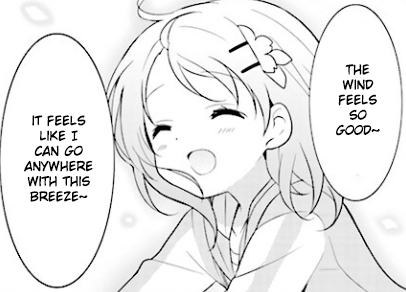 THE
WIND
FEELS
SO
GOOD~
IT FEELS
LIKE I
CAN GO
ANYWHERE
WITH THIS
BREEZE~